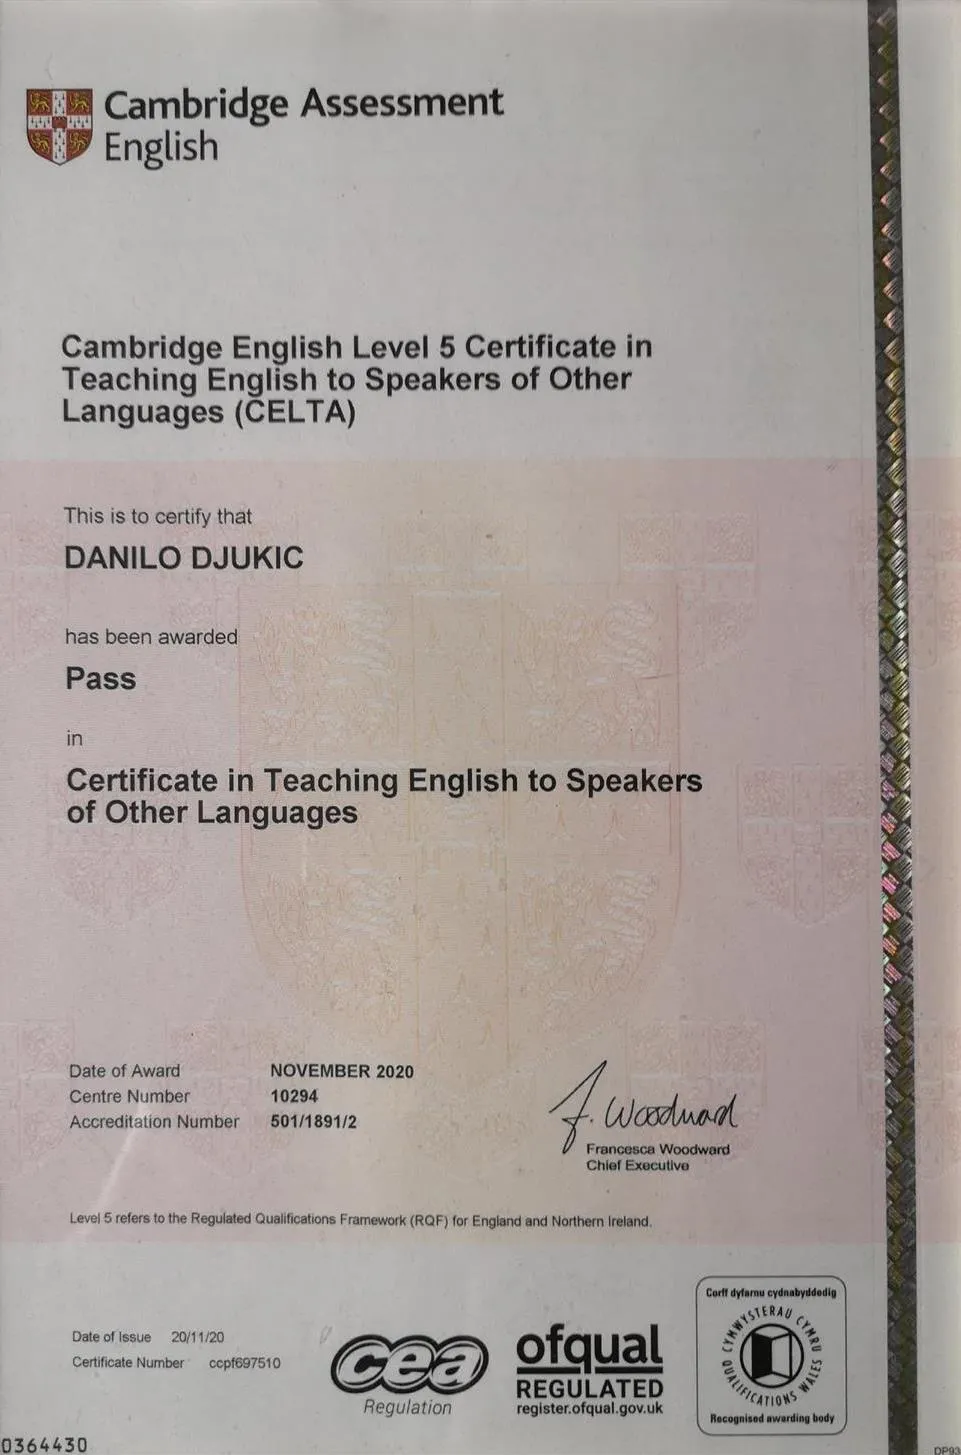 Cambridge Assessment
English
Cambridge English Level 5 Certificate in
Teaching English to Speakers of Other
Languages (CELTA)
This is to certify that
DANILO DJUKIC
has been awarded
Pass
in
Certificate in Teaching English to Speakers
of Other Languages
Date of Award NOVEMBER 2020
Centre Number 10294
Accreditation Number 501/1891/2
J. Woodward
Francesca Woodward
Chief Executive
Level 5 refers to the Regulated Qualifications Framework (RQF) for England and Northern Ireland.
Date of Issue 20/11/20
Certificate Number ccpf697510
cea
Regulation
ofqual
REGULATED
register.ofqual.gov.uk
Corff dyfarnu cydnabyddedig
CYMWYSTERAU CYMRU
QUALIFICATIONS WALES
Recognised awarding body
0364430
DP93